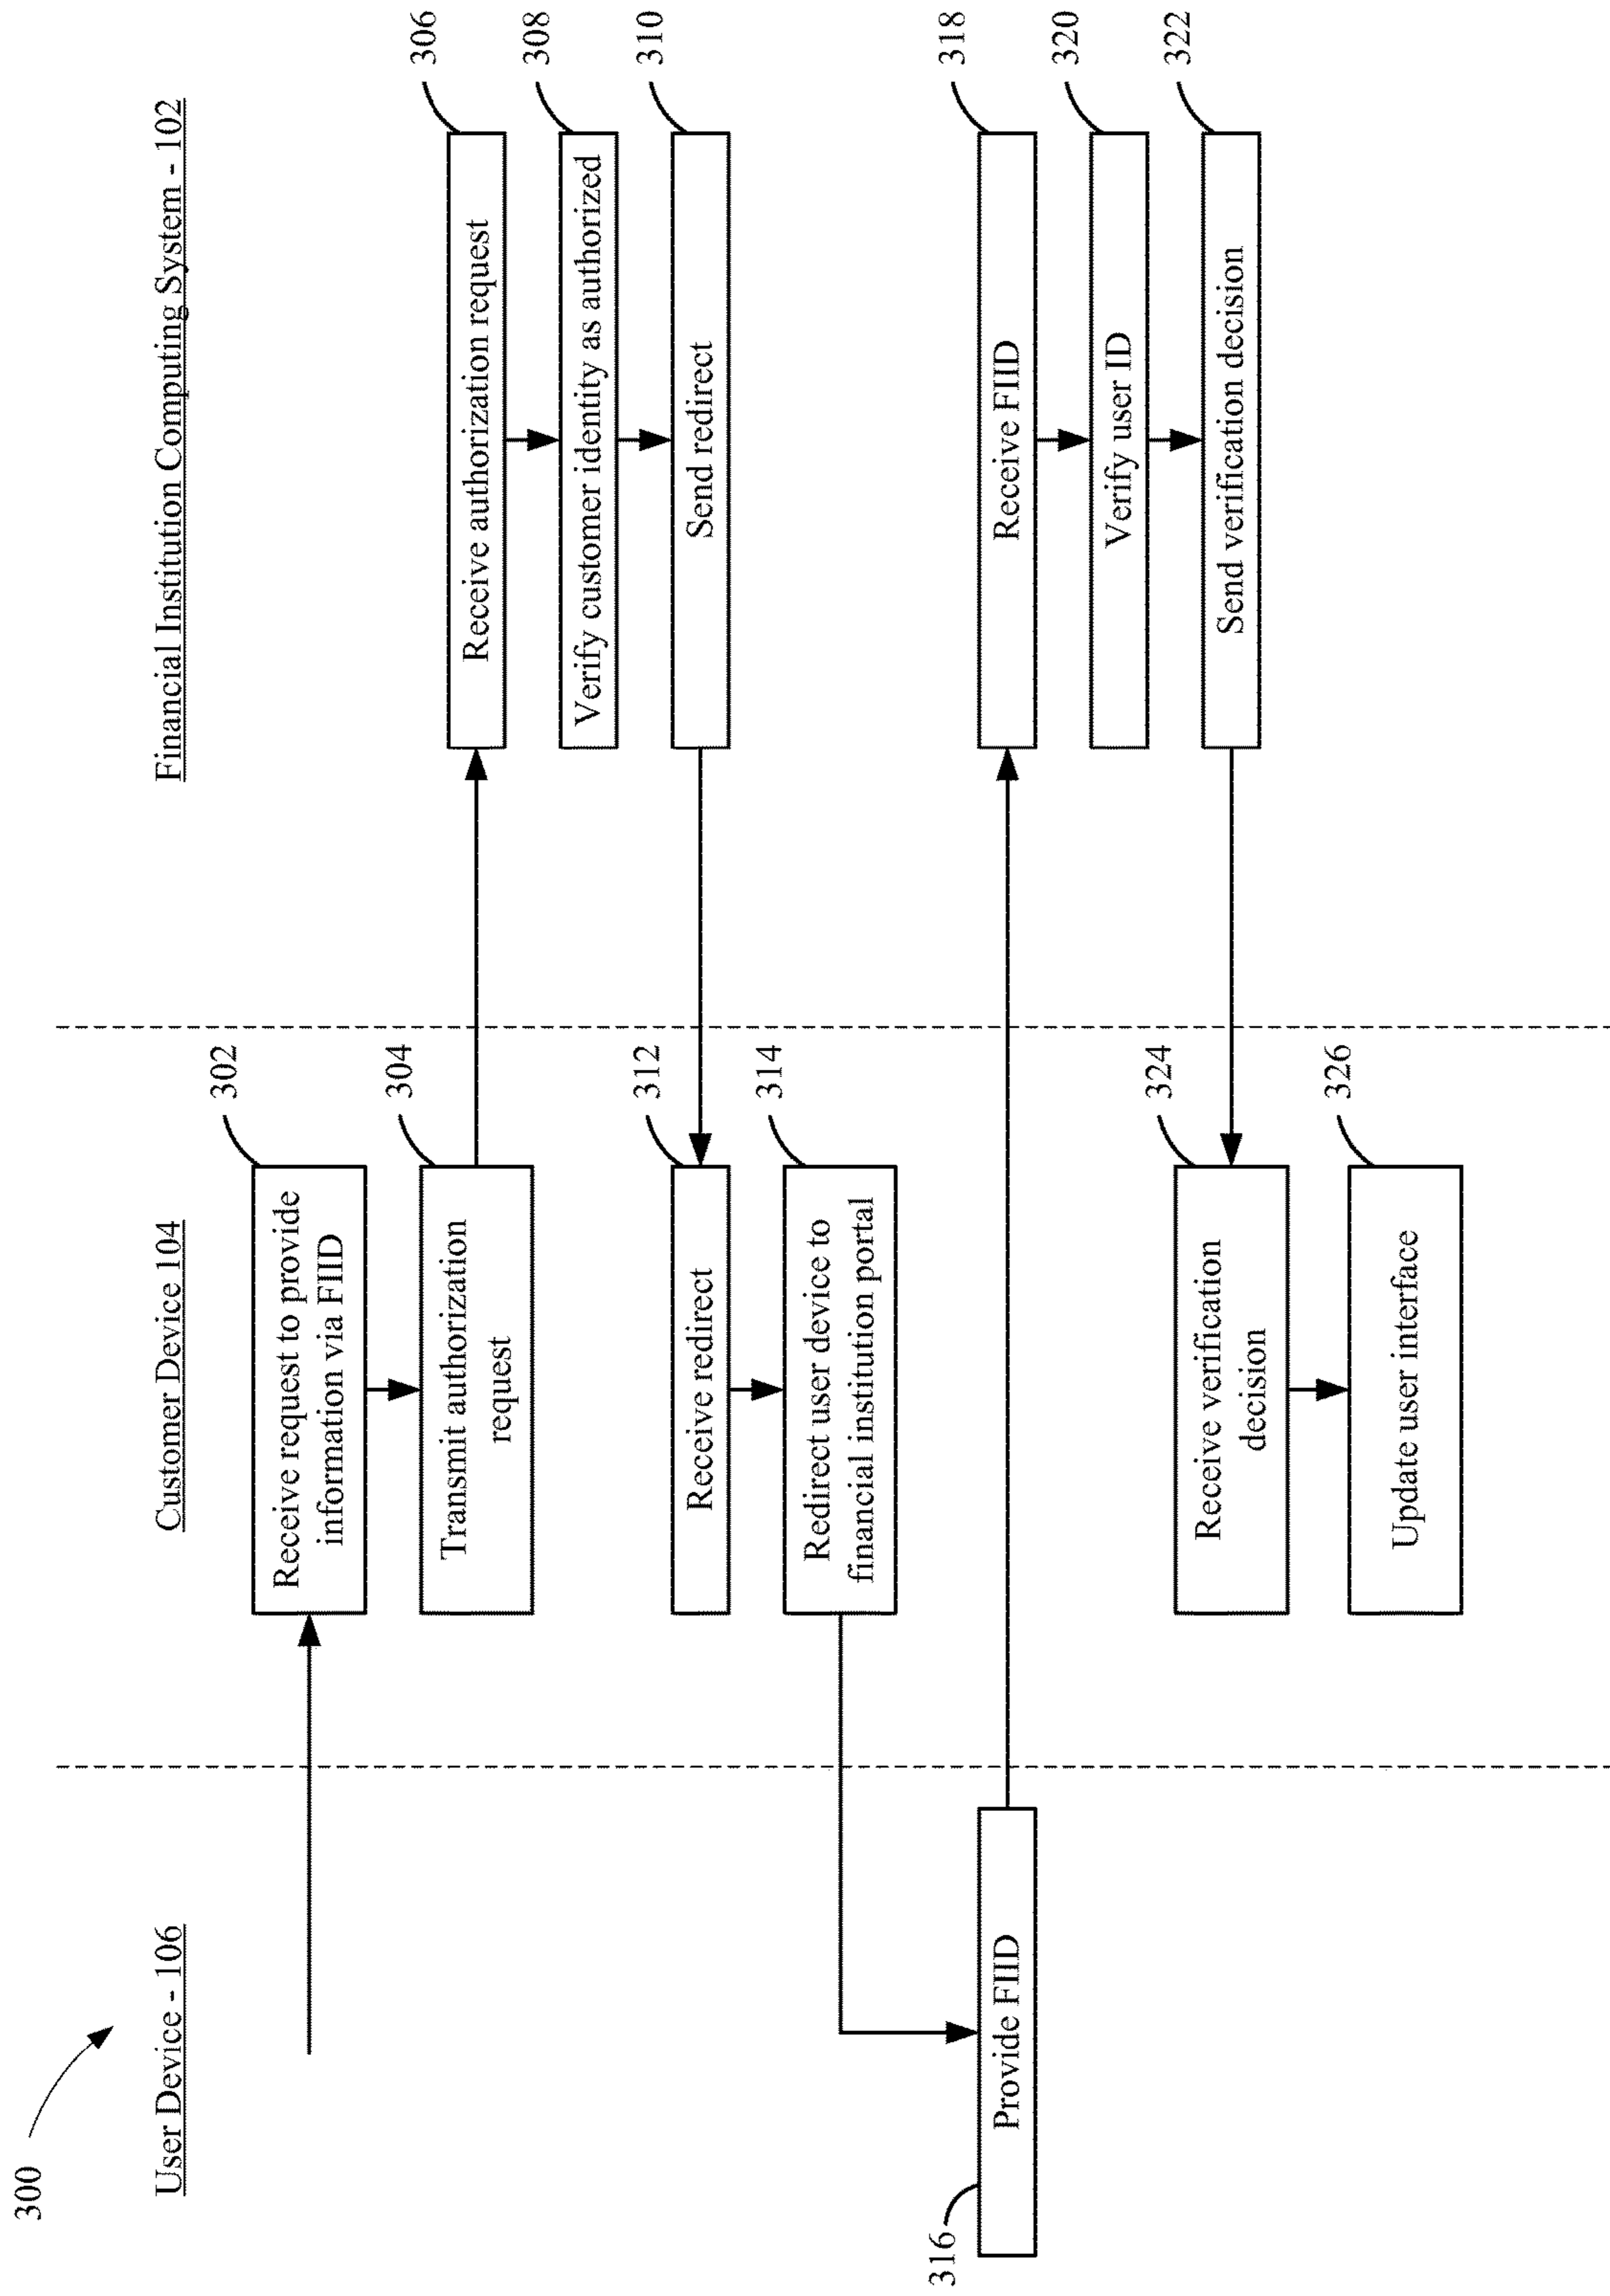 300
User Device - 106
Customer Device 104
Financial Institution Computing System - 102
302
Receive request to provide
information via FIID
304
Transmit authorization
request
306
Receive authorization request
308
Verify customer identity as authorized
310
Send redirect
312
Receive redirect
314
Redirect user device to
financial institution portal
316
Provide FIID
318
Receive FIID
320
Verify user ID
322
Send verification decision
324
Receive verification
decision
326
Update user interface